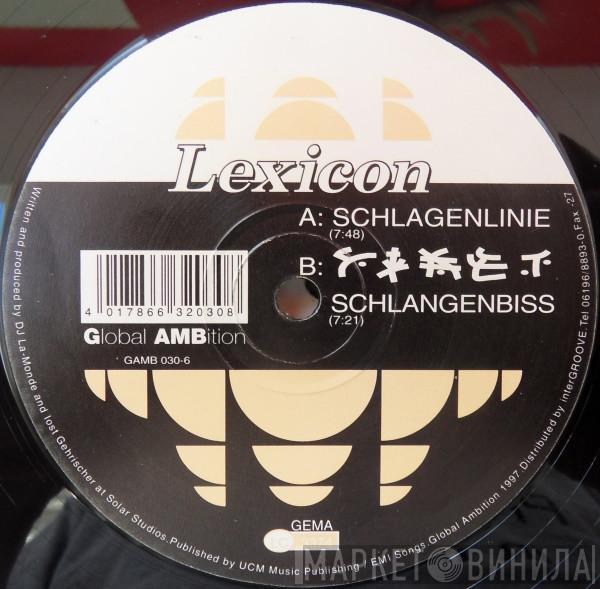 Lexicon
A: SCHLAGENLINIE
(7:48)
B:
SCHLANGENBISS
(7:21)
4 017866 320308
Global AMBition
GAMB 030-6
GEMA
LC
Written and produced by DJ La Monde and Iost Gehrischer at Solar Studios.Published by UCM Music Publishing / EMI Songs.Global Ambition 1997 Distributed by interGROOVE.Tel 06196/8893-0.Fax -27
МАРКЕТ ВИНИЛА